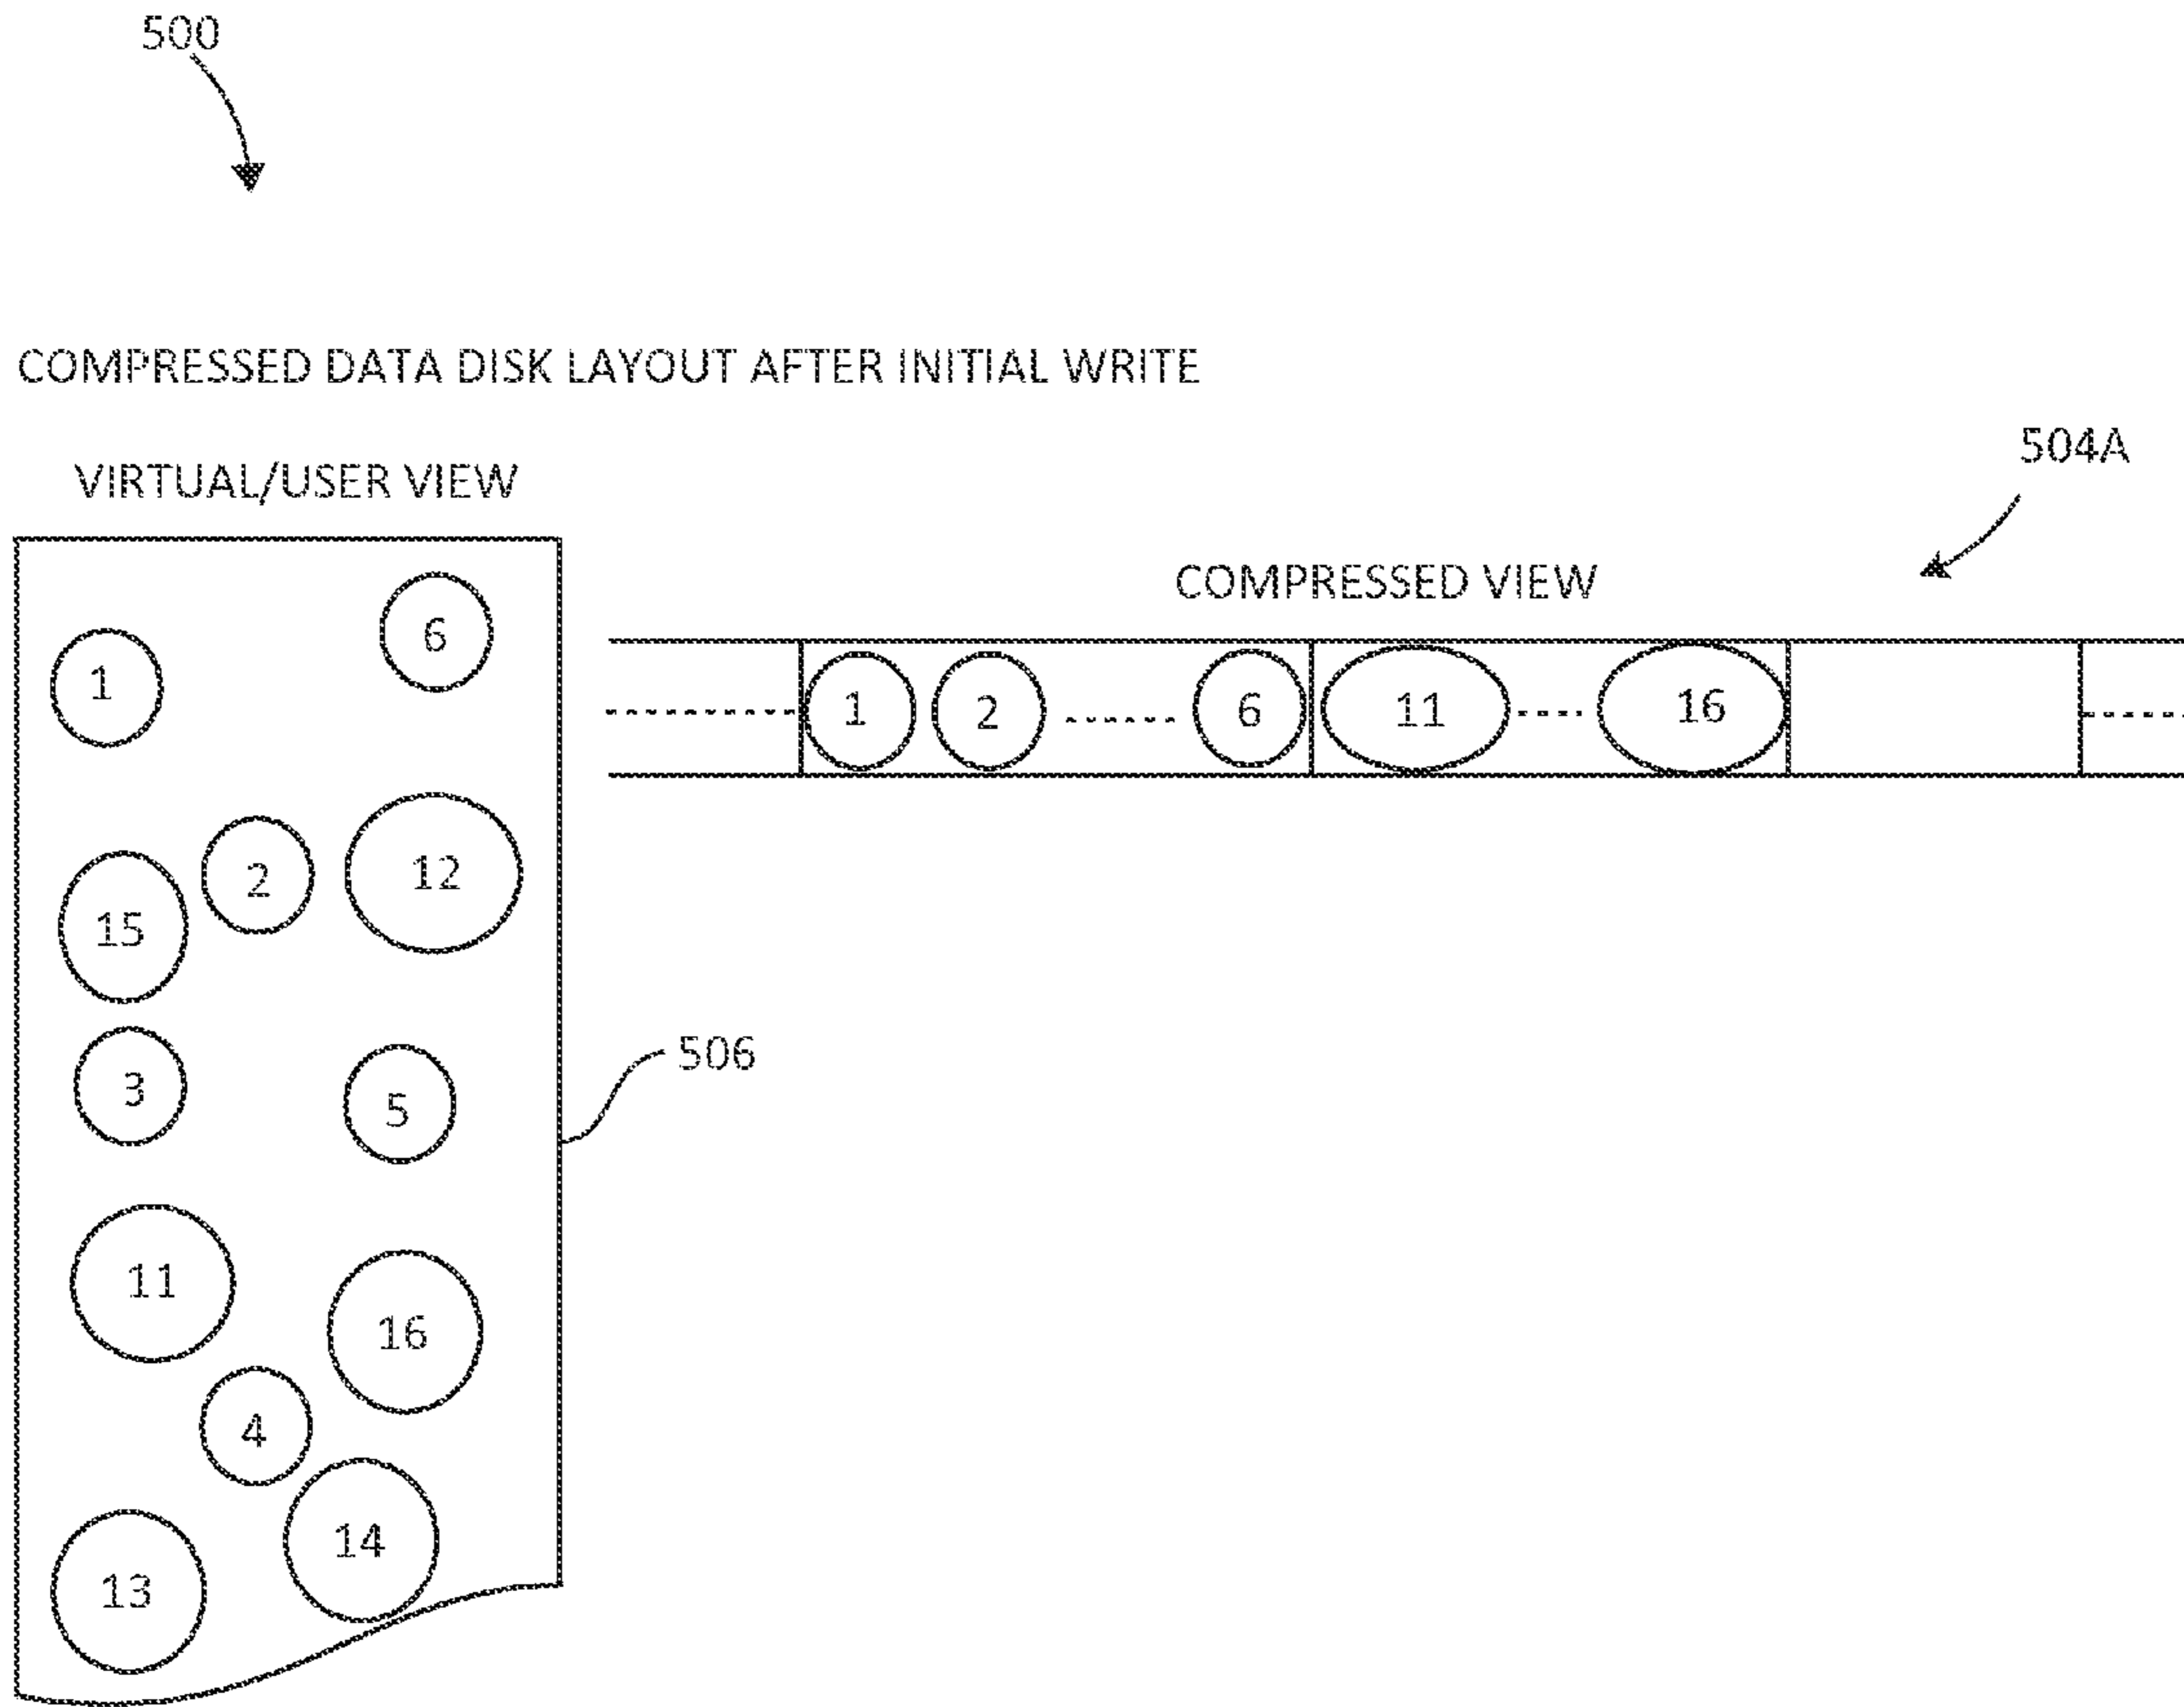 500
COMPRESSED DATA DISK LAYOUT AFTER INITIAL WRITE
504A
VIRTUAL/USER VIEW
COMPRESSED VIEW
6
1
1 2 6 11 16
2 12
15
3 5
506
11
16
4
14
13